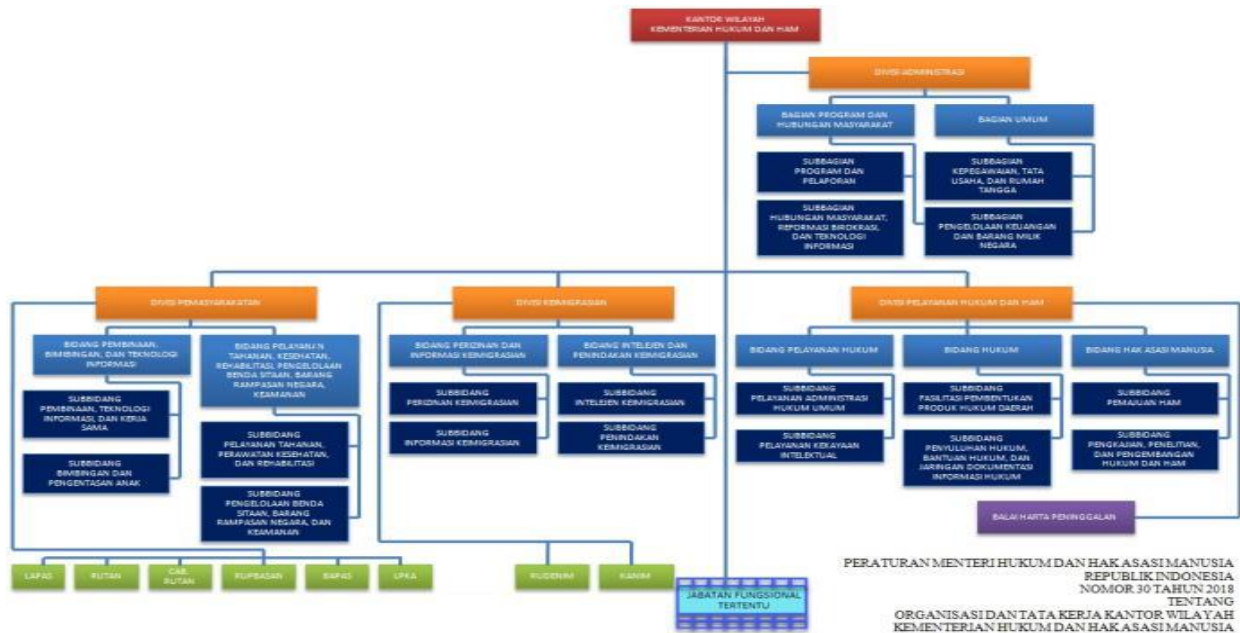 KANTOR WILAYAH
KEMENTERIAN HUKUM DAN HAM
DIVISI ADMINISTRASI
BAGIAN PROGRAM DAN
HUBUNGAN MASYARAKAT
BAGIAN UMUM
SUBBAGIAN
PROGRAM DAN
PELAPORAN
SUBBAGIAN
KEPEGAWAIAN, TATA
USAHA, DAN RUMAH
TANGGA
SUBBAGIAN
HUBUNGAN MASYARAKAT,
REFORMASI BIROKRASI,
DAN TEKNOLOGI
INFORMASI
SUBBAGIAN
PENGELOLAAN KEUANGAN
DAN BARANG MILIK
NEGARA
DIVISI PEMASYARAKATAN
DIVISI KEIMIGRASIAN
DIVISI PELAYANAN HUKUM DAN HAM
BIDANG PEMBINAAN,
BIMBINGAN, DAN TEKNOLOGI
INFORMASI
BIDANG PELAYANAN
TAHANAN, KESEHATAN,
REHABILITASI, PENGELOLAAN
BENDA SITAAN, BARANG
RAMPASAN NEGARA,
KEAMANAN
BIDANG PERIZINAN DAN
INFORMASI KEIMIGRASIAN
BIDANG INTELEJEN DAN
PENINDAKAN KEIMIGRASIAN
BIDANG PELAYANAN HUKUM
BIDANG HUKUM
BIDANG HAK ASASI MANUSIA
SUBBIDANG
PEMBINAAN, TEKNOLOGI
INFORMASI, DAN KERJA
SAMA
SUBBIDANG
PELAYANAN TAHANAN,
PERAWATAN KESEHATAN,
DAN REHABILITASI
SUBBIDANG
PERIZINAN KEIMIGRASIAN
SUBBIDANG
INTELEJEN KEIMIGRASIAN
SUBBIDANG
PELAYANAN ADMINISTRASI
HUKUM UMUM
SUBBIDANG
FASILITASI PEMBENTUKAN
PRODUK HUKUM DAERAH
SUBBIDANG
PEMAJUAN HAM
SUBBIDANG
BIMBINGAN DAN
PENGENTASAN ANAK
SUBBIDANG
PENGELOLAAN BENDA
SITAAN, BARANG
RAMPASAN NEGARA, DAN
KEAMANAN
SUBBIDANG
INFORMASI KEIMIGRASIAN
SUBBIDANG
PENINDAKAN
KEIMIGRASIAN
SUBBIDANG
PELAYANAN KEKAYAAN
INTELEKTUAL
SUBBIDANG
PENYULUHAN HUKUM,
BANTUAN HUKUM, DAN
JARINGAN DOKUMENTASI
INFORMASI HUKUM
SUBBIDANG
PENGKAJIAN, PENELITIAN,
DAN PENGEMBANGAN
HUKUM DAN HAM
BALAI HARTA PENINGGALAN
LAPAS
RUTAN
CAB.
RUTAN
RUPBASAN
BAPAS
LPKA
RUDENIM
KANIM
JABATAN FUNGSIONAL
TERTENTU
PERATURAN MENTERI HUKUM DAN HAK ASASI MANUSIA
REPUBLIK INDONESIA
NOMOR 30 TAHUN 2018
TENTANG
ORGANISASI DAN TATA KERJA KANTOR WILAYAH
KEMENTERIAN HUKUM DAN HAK ASASI MANUSIA